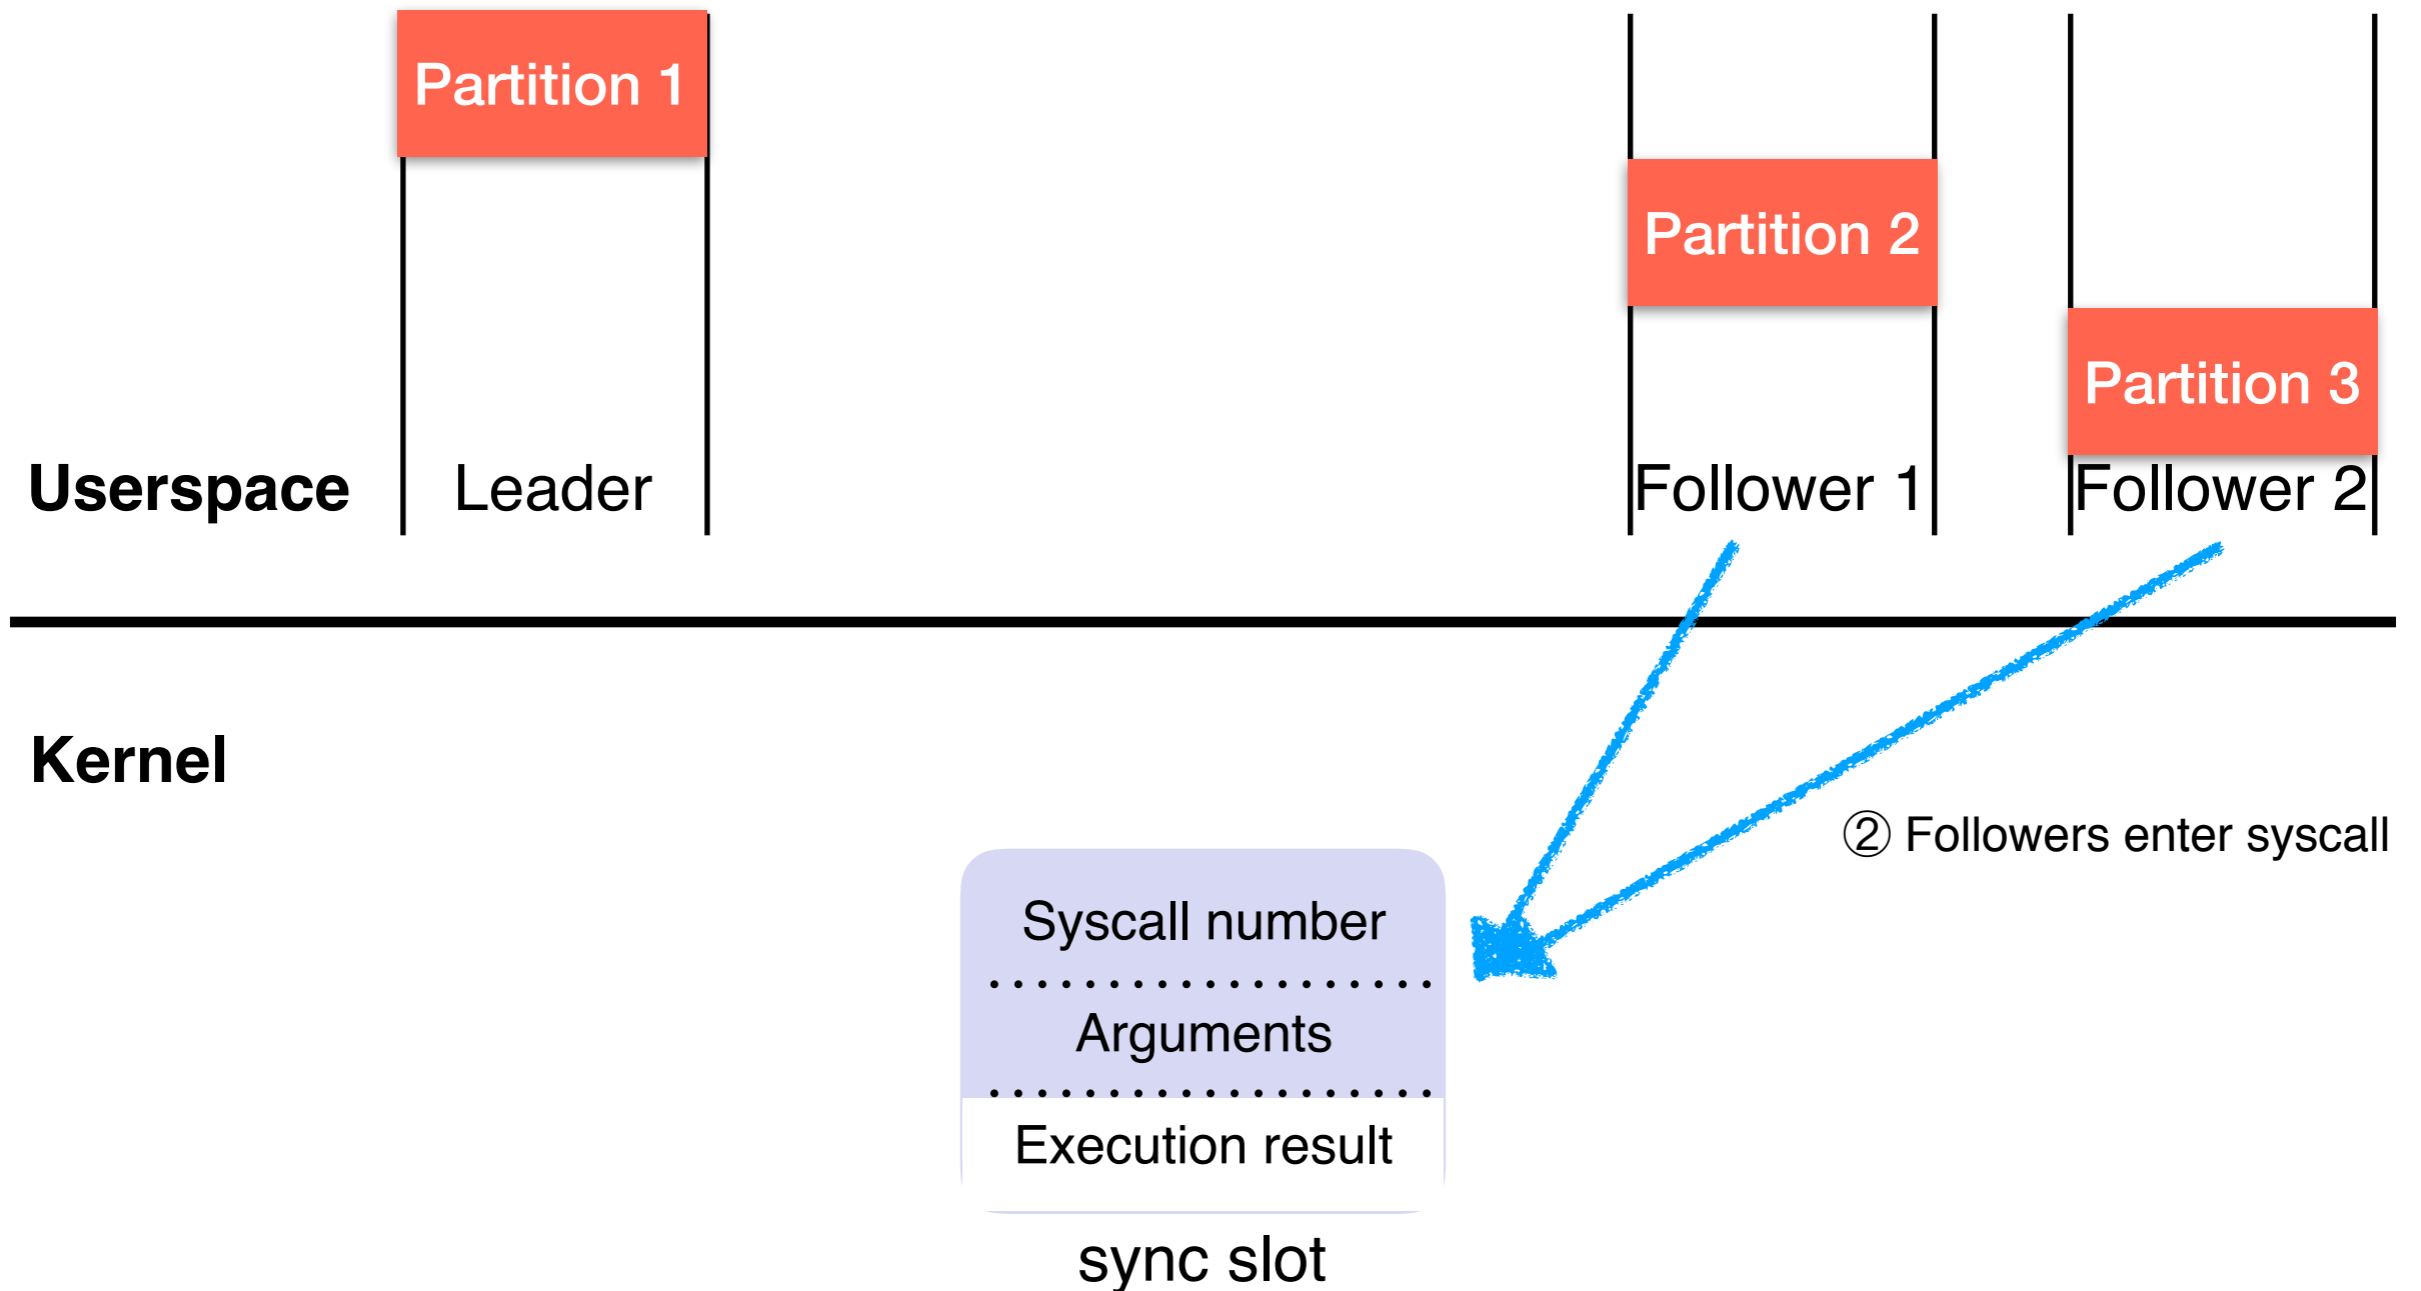 Partition 1
Partition 2
Partition 3
Userspace
Leader
Follower 1
Follower 2
Kernel
② Followers enter syscall
Syscall number
Arguments
Execution result
sync slot